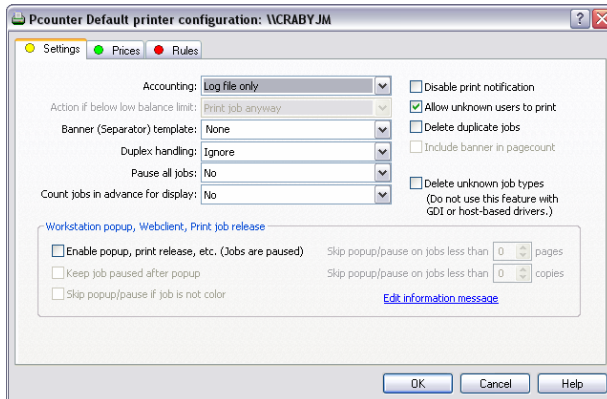 Pcounter Default printer configuration: \\CRABYJM
Settings Prices Rules
Accounting: Log file only
Disable print notification
Action if below low balance limit: Print job anyway
Allow unknown users to print
Banner (Separator) template: None
Delete duplicate jobs
Duplex handling: Ignore
Include banner in pagecount
Pause all jobs: No
Count jobs in advance for display: No
Delete unknown job types
(Do not use this feature with
GDI or host-based drivers.)
Workstation popup, Webclient, Print job release
Enable popup, print release, etc. (Jobs are paused)
Skip popup/pause on jobs less than 0 pages
Keep job paused after popup
Skip popup/pause on jobs less than 0 copies
Skip popup/pause if job is not color
Edit information message
OK Cancel Help